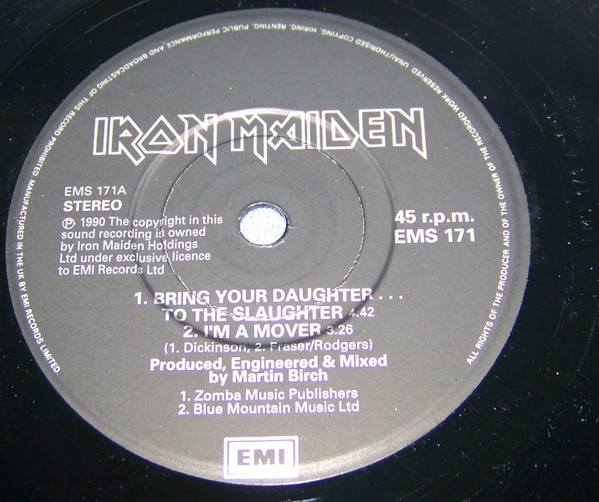 ALL RIGHTS OF THE PRODUCER AND OF THE OWNER OF THE RECORDED WORK RESERVED. UNAUTHORISED COPYING, HIRING, RENTING, PUBLIC PERFORMANCE AND BROADCASTING OF THIS RECORD PROHIBITED. MANUFACTURED IN THE UK BY EMI RECORDS LIMITED
IRON MAIDEN
EMS 171A
STEREO
℗ 1990 The copyright in this
sound recording is owned
by Iron Maiden Holdings
Ltd under exclusive licence
to EMI Records Ltd
45 r.p.m.
EMS 171
1. BRING YOUR DAUGHTER . . .
TO THE SLAUGHTER 4.42
2. I'M A MOVER 3.26
(1. Dickinson, 2. Fraser/Rodgers)
Produced, Engineered & Mixed
by Martin Birch
1. Zomba Music Publishers
2. Blue Mountain Music Ltd
EMI